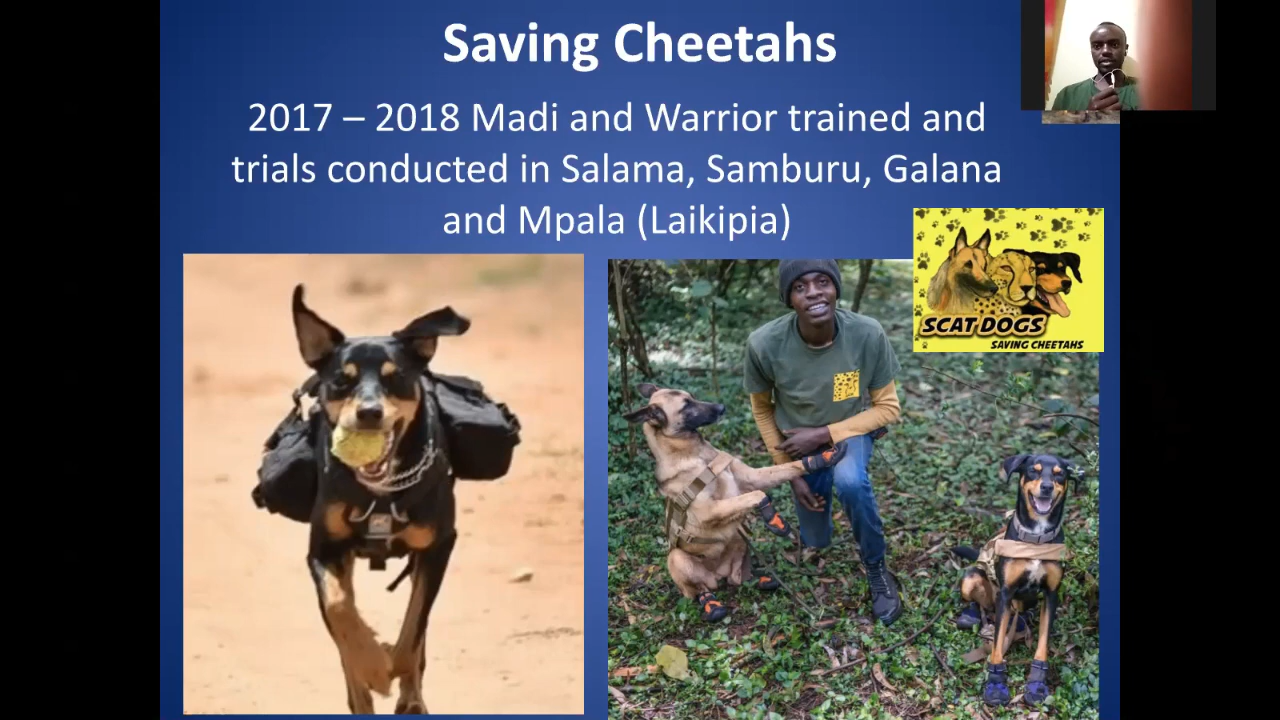 Saving Cheetahs
2017 – 2018 Madi and Warrior trained and
trials conducted in Salama, Samburu, Galana
and Mpala (Laikipia)
SCAT DOGS
SAVING CHEETAHS